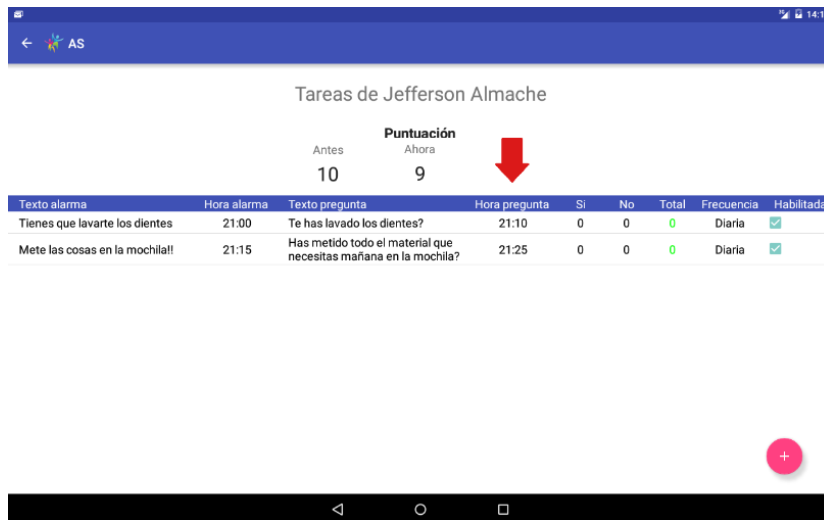 14:1
AS
Tareas de Jefferson Almache
Puntuación
Antes Ahora
10 9
Texto alarma Hora alarma Texto pregunta Hora pregunta Si No Total Frecuencia Habilitada
Tienes que lavarte los dientes 21:00 Te has lavado los dientes? 21:10 0 0 0 Diaria
Mete las cosas en la mochila!! 21:15 Has metido todo el material que
necesitas mañana en la mochila? 21:25 0 0 0 Diaria
+